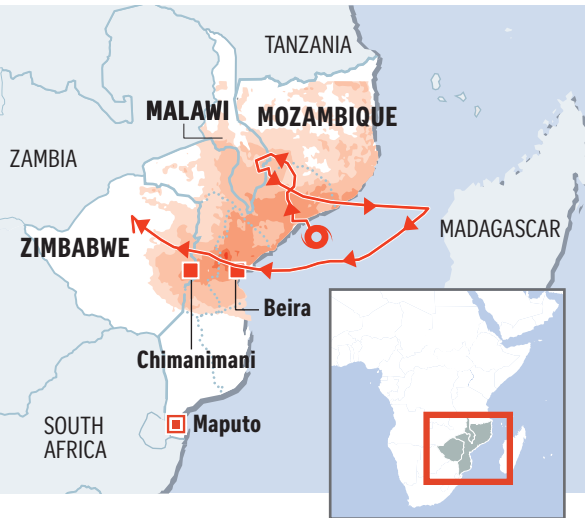 TANZANIA
MALAWI
MOZAMBIQUE
ZAMBIA
MADAGASCAR
ZIMBABWE
Beira
Chimanimani
SOUTH
AFRICA
Maputo